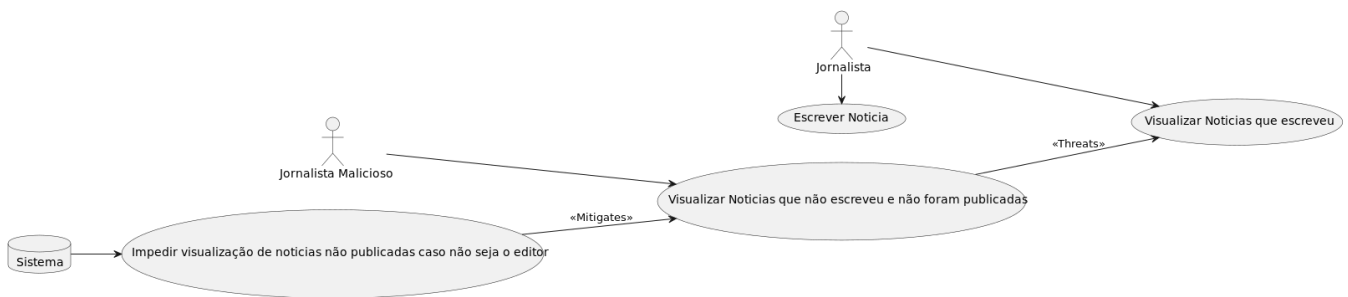 Jornalista
Escrever Noticia
Visualizar Noticias que escreveu
«Threats»
Jornalista Malicioso
Visualizar Noticias que não escreveu e não foram publicadas
«Mitigates»
Impedir visualização de noticias não publicadas caso não seja o editor
Sistema